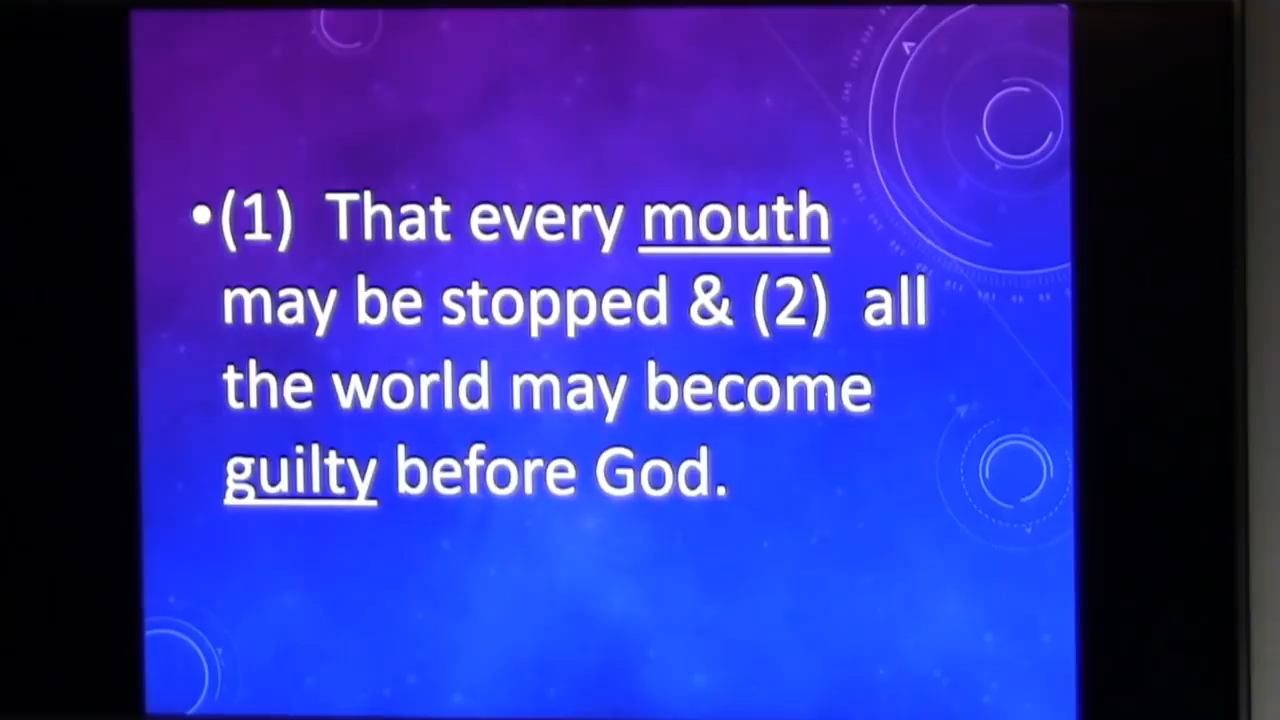 •(1) That every mouth
may be stopped & (2) all
the world may become
guilty before God.